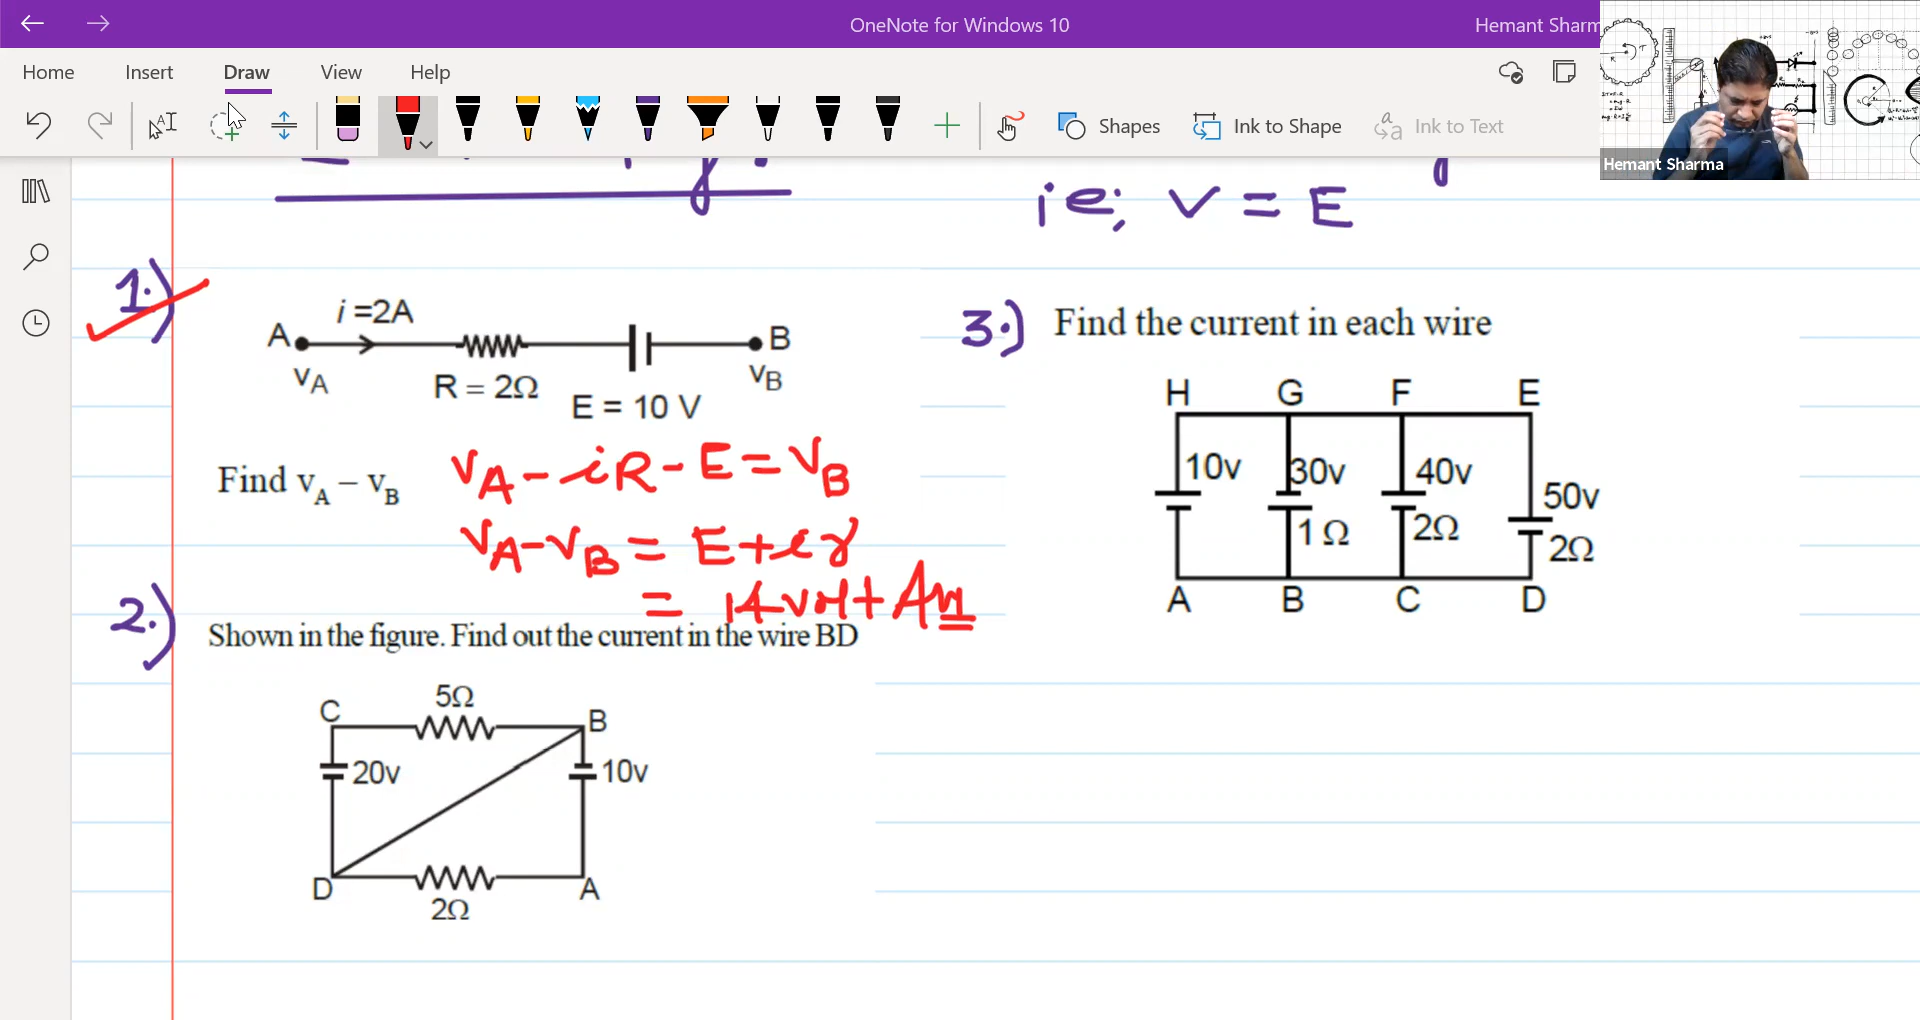 OneNote for Windows 10
Hemant Sharm
Home Insert Draw View Help
Shapes Ink to Shape Ink to Text
Hemant Sharma
ie; V = E
1.)
i =2A
A B
VA VB
R = 2Ω
E = 10 V
Find vA – vB
VA - iR - E = VB
VA - VB = E + ir
= 14 volt Am
2.)
Shown in the figure. Find out the current in the wire BD
5Ω
C B
20v 10v
D A
2Ω
3.) Find the current in each wire
H G F E
10v 30v 40v 50v
1Ω 2Ω 2Ω
A B C D